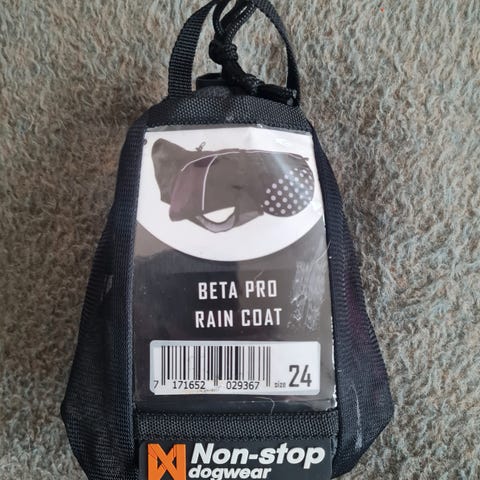 BETA PRO
RAIN COAT
7 171652 029367 size 24
Non-stop
dogwear